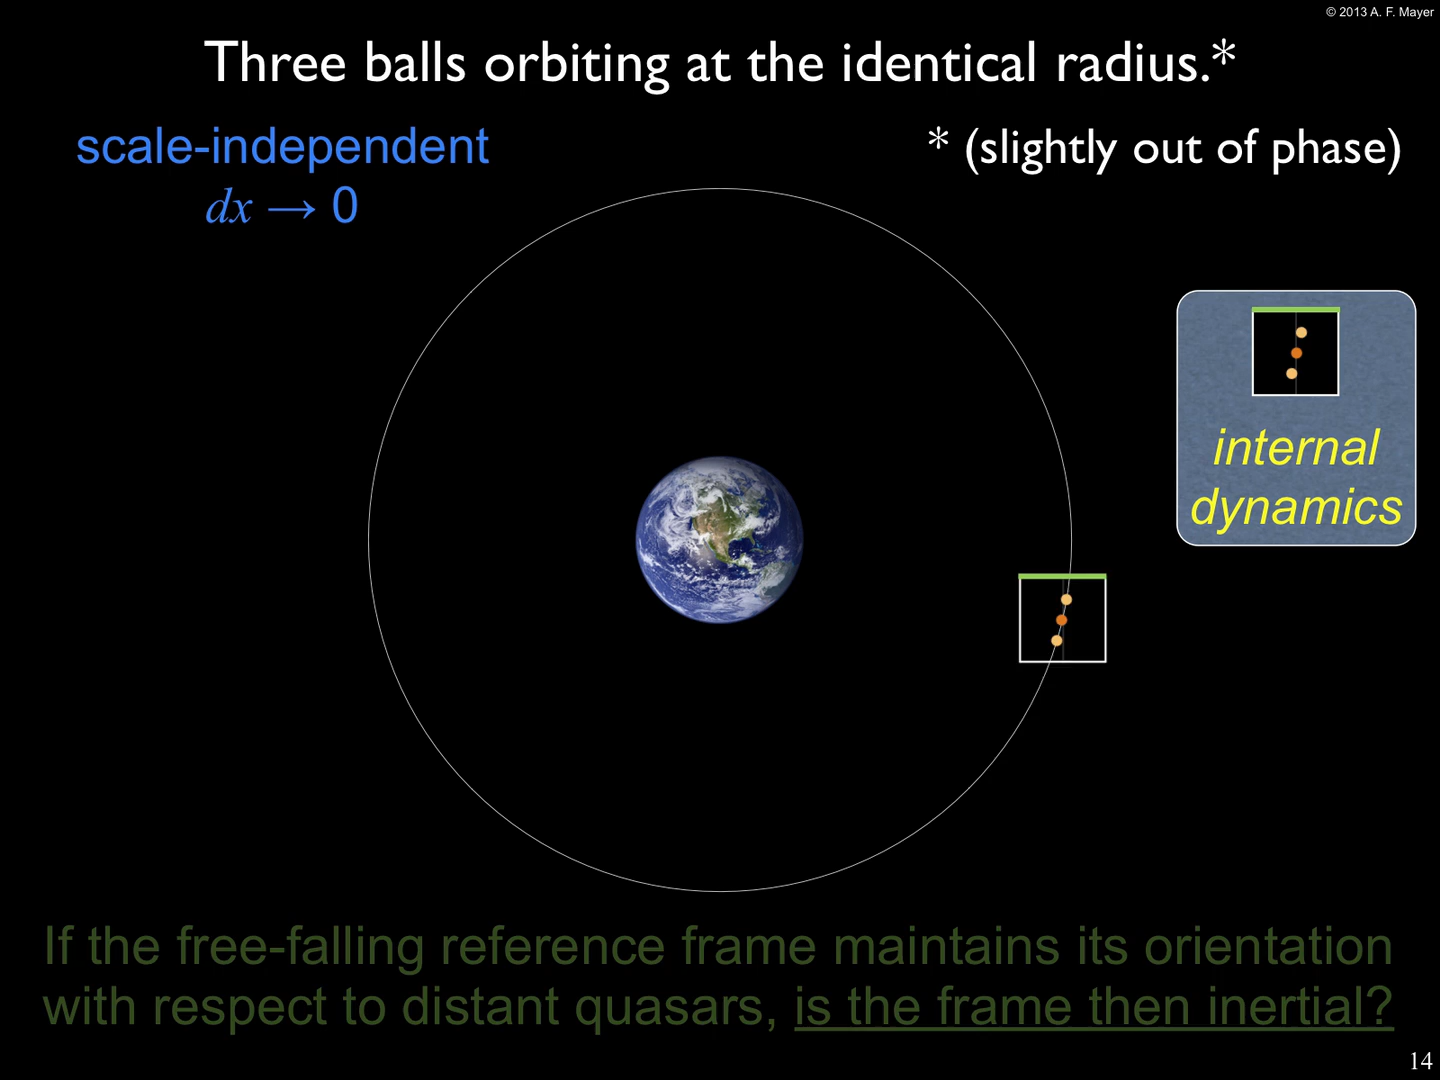 © 2013 A. F. Mayer
Three balls orbiting at the identical radius.*
scale-independent
dx → 0
* (slightly out of phase)
internal
dynamics
If the free-falling reference frame maintains its orientation
with respect to distant quasars, is the frame then inertial?
14